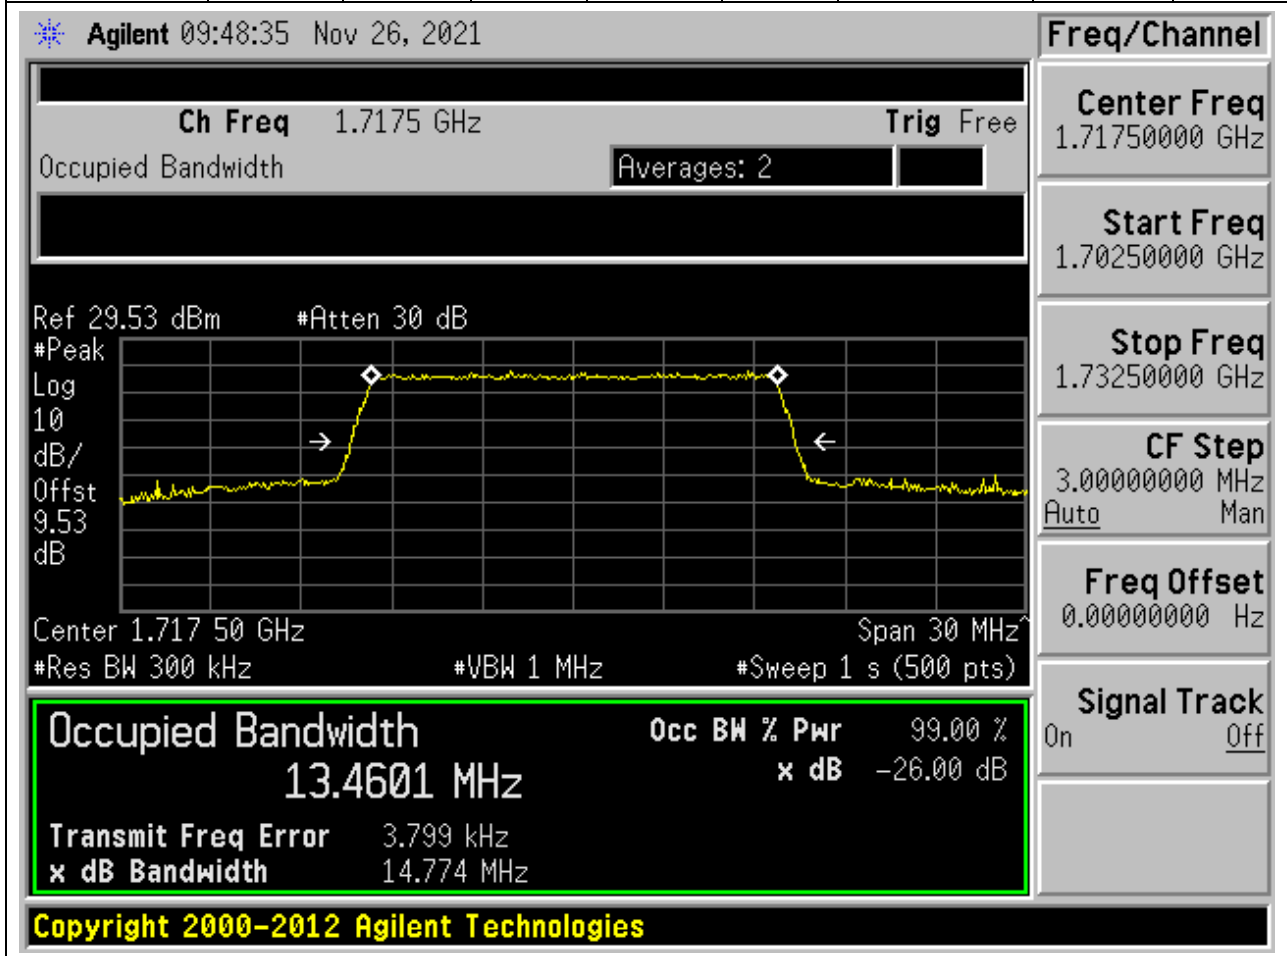 Agilent 09:48:35 Nov 26, 2021
Freq/Channel
Ch Freq 1.7175 GHz Trig Free
Occupied Bandwidth Averages: 2
Center Freq
1.71750000 GHz
Start Freq
1.70250000 GHz
Stop Freq
1.73250000 GHz
CF Step
3.00000000 MHz
Auto Man
Freq Offset
0.00000000 Hz
Signal Track
On Off
Ref 29.53 dBm #Atten 30 dB
#Peak
Log
10
dB/
Offst
9.53
dB
Center 1.717 50 GHz Span 30 MHz^
#Res BW 300 kHz #VBW 1 MHz #Sweep 1 s (500 pts)
Occupied Bandwidth Occ BW % Pwr 99.00 %
13.4601 MHz x dB -26.00 dB
Transmit Freq Error 3.799 kHz
x dB Bandwidth 14.774 MHz
Copyright 2000-2012 Agilent Technologies